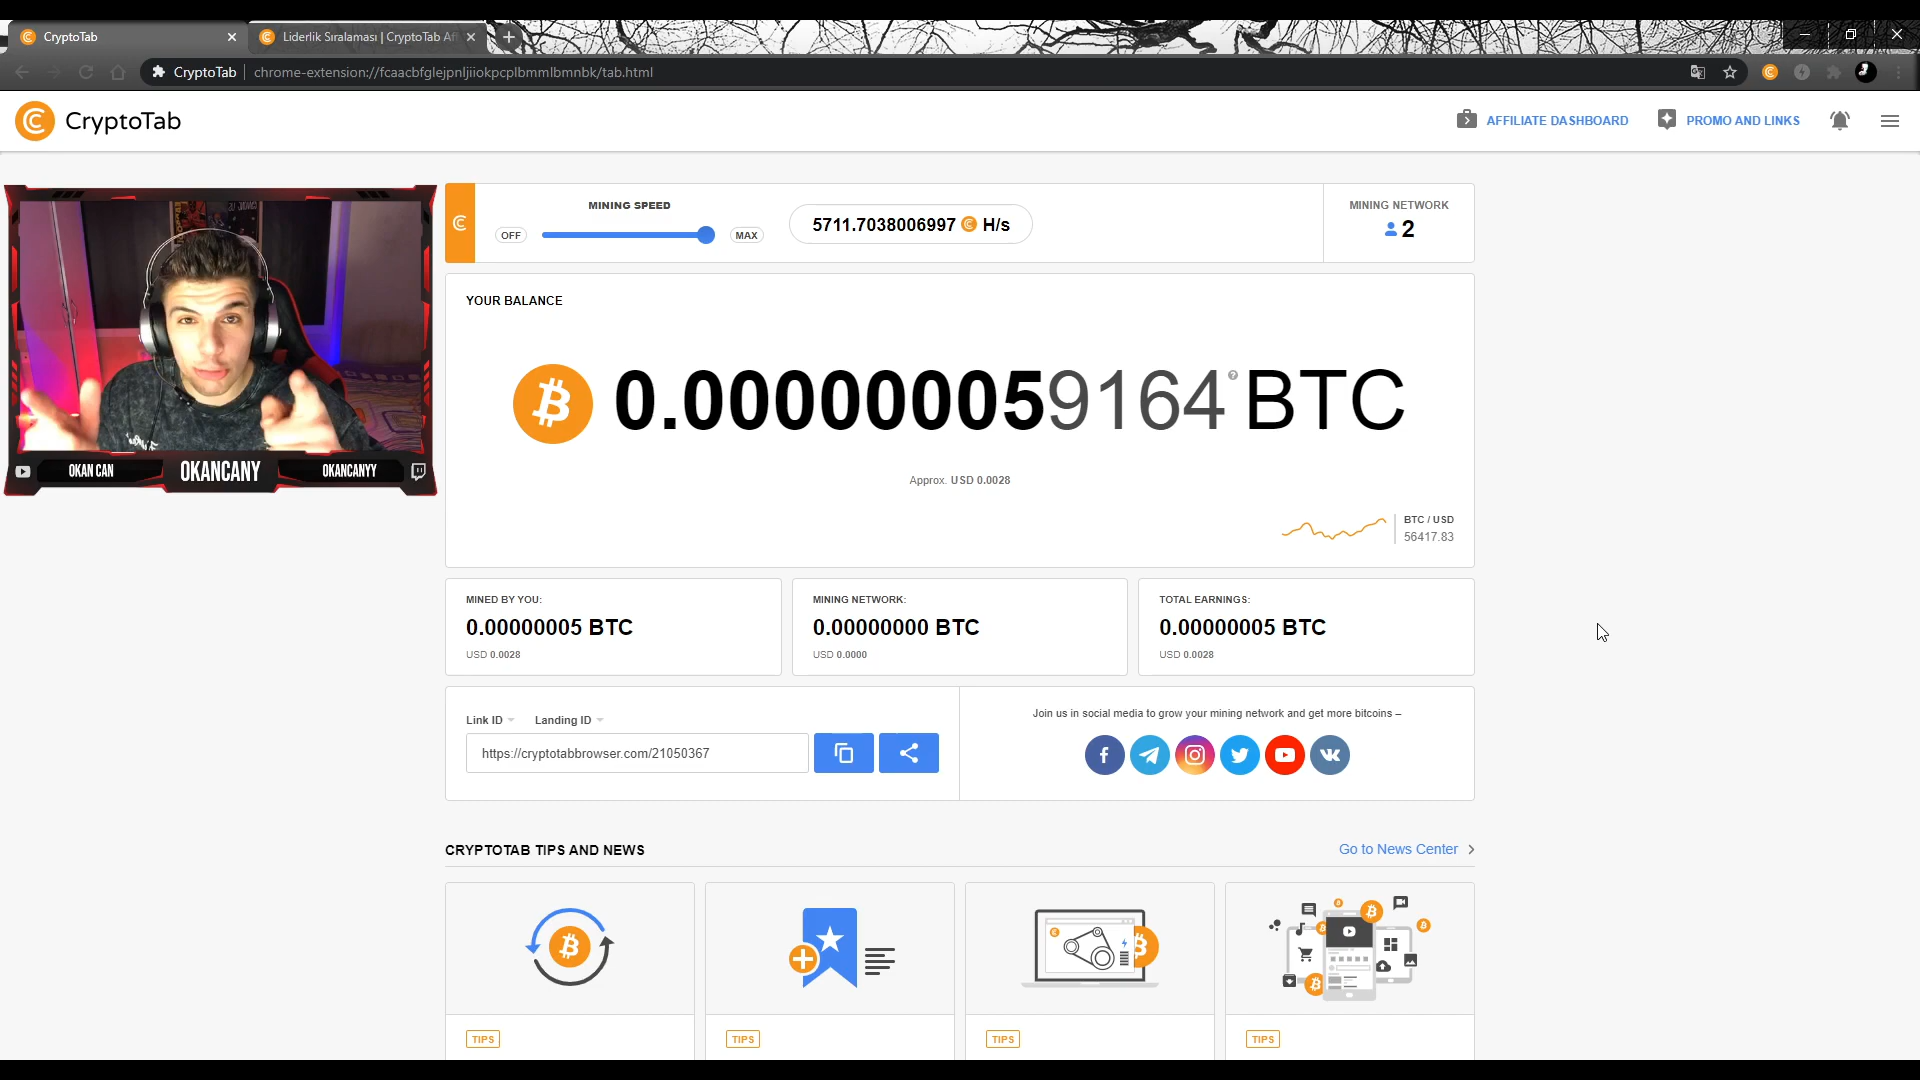 CryptoTab
Liderlik Sıralaması | CryptoTab Aff
CryptoTab
chrome-extension://fcaacbfglejpnljiiokpcplbmmlbmnbk/tab.html
CryptoTab
AFFILIATE DASHBOARD
PROMO AND LINKS
MINING SPEED
OFF
MAX
5711.7038006997 H/s
MINING NETWORK
2
OKAN CAN
OKANCANY
OKANCANYY
YOUR BALANCE
0.000000059164 BTC
Approx. USD 0.0028
BTC / USD
56417.83
MINED BY YOU:
0.00000005 BTC
USD 0.0028
MINING NETWORK:
0.00000000 BTC
USD 0.0000
TOTAL EARNINGS:
0.00000005 BTC
USD 0.0028
Link ID
Landing ID
https://cryptotabbrowser.com/21050367
Join us in social media to grow your mining network and get more bitcoins –
CRYPTOTAB TIPS AND NEWS
Go to News Center
TIPS
TIPS
TIPS
TIPS